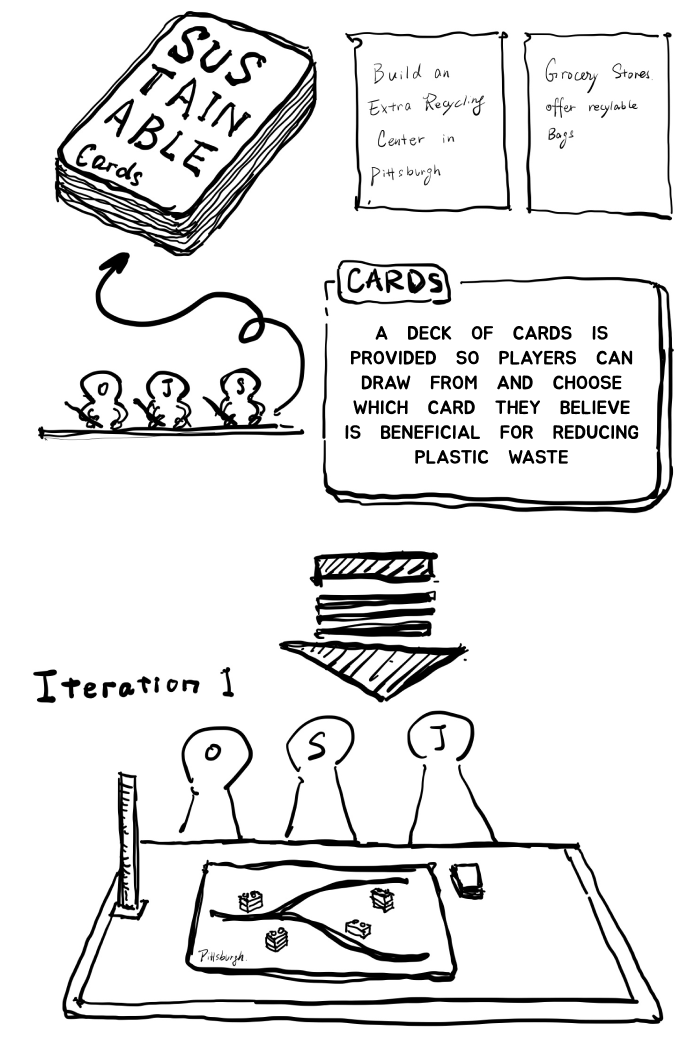 SUS
TAIN
ABLE
Cards
Build an
Extra Recycling
Center in
Pittsburgh
Grocery Stores
offer recylable
Bags
CARDS
A DECK OF CARDS IS
PROVIDED SO PLAYERS CAN
DRAW FROM AND CHOOSE
WHICH CARD THEY BELIEVE
IS BENEFICIAL FOR REDUCING
PLASTIC WASTE
O J S
Iteration 1
O S J
Pittsburgh.